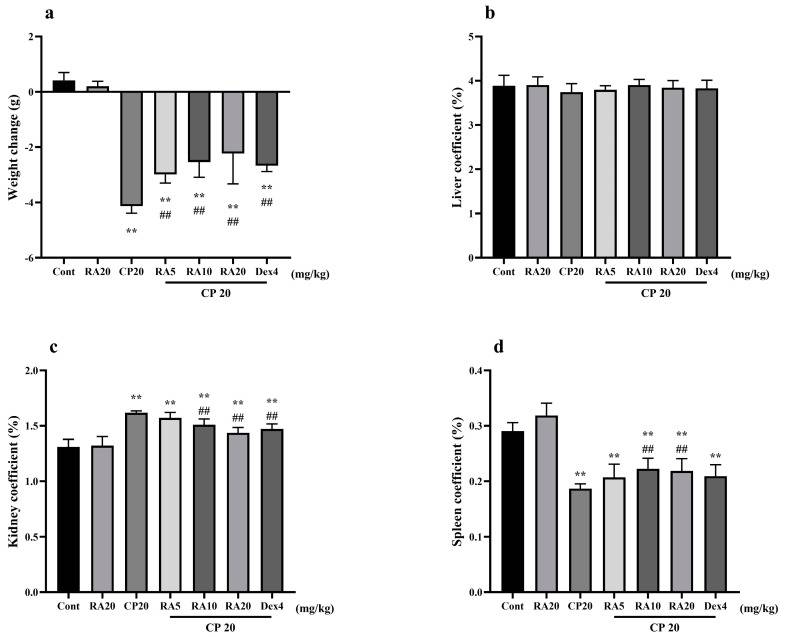 a
Weight change (g)
2
0
-2
-4
-6
** ** ** ** **
## ## ## ##
Cont RA20 CP20 RA5 RA10 RA20 Dex4 (mg/kg)
CP 20
b
Liver coefficient (%)
5
4
3
2
1
0
Cont RA20 CP20 RA5 RA10 RA20 Dex4 (mg/kg)
CP 20
c
Kidney coefficient (%)
2.0
1.5
1.0
0.5
0.0
** ** ** ** **
## ## ##
Cont RA20 CP20 RA5 RA10 RA20 Dex4 (mg/kg)
CP 20
d
Spleen coefficient (%)
0.4
0.3
0.2
0.1
0.0
** ** ** ** **
## ##
Cont RA20 CP20 RA5 RA10 RA20 Dex4 (mg/kg)
CP 20